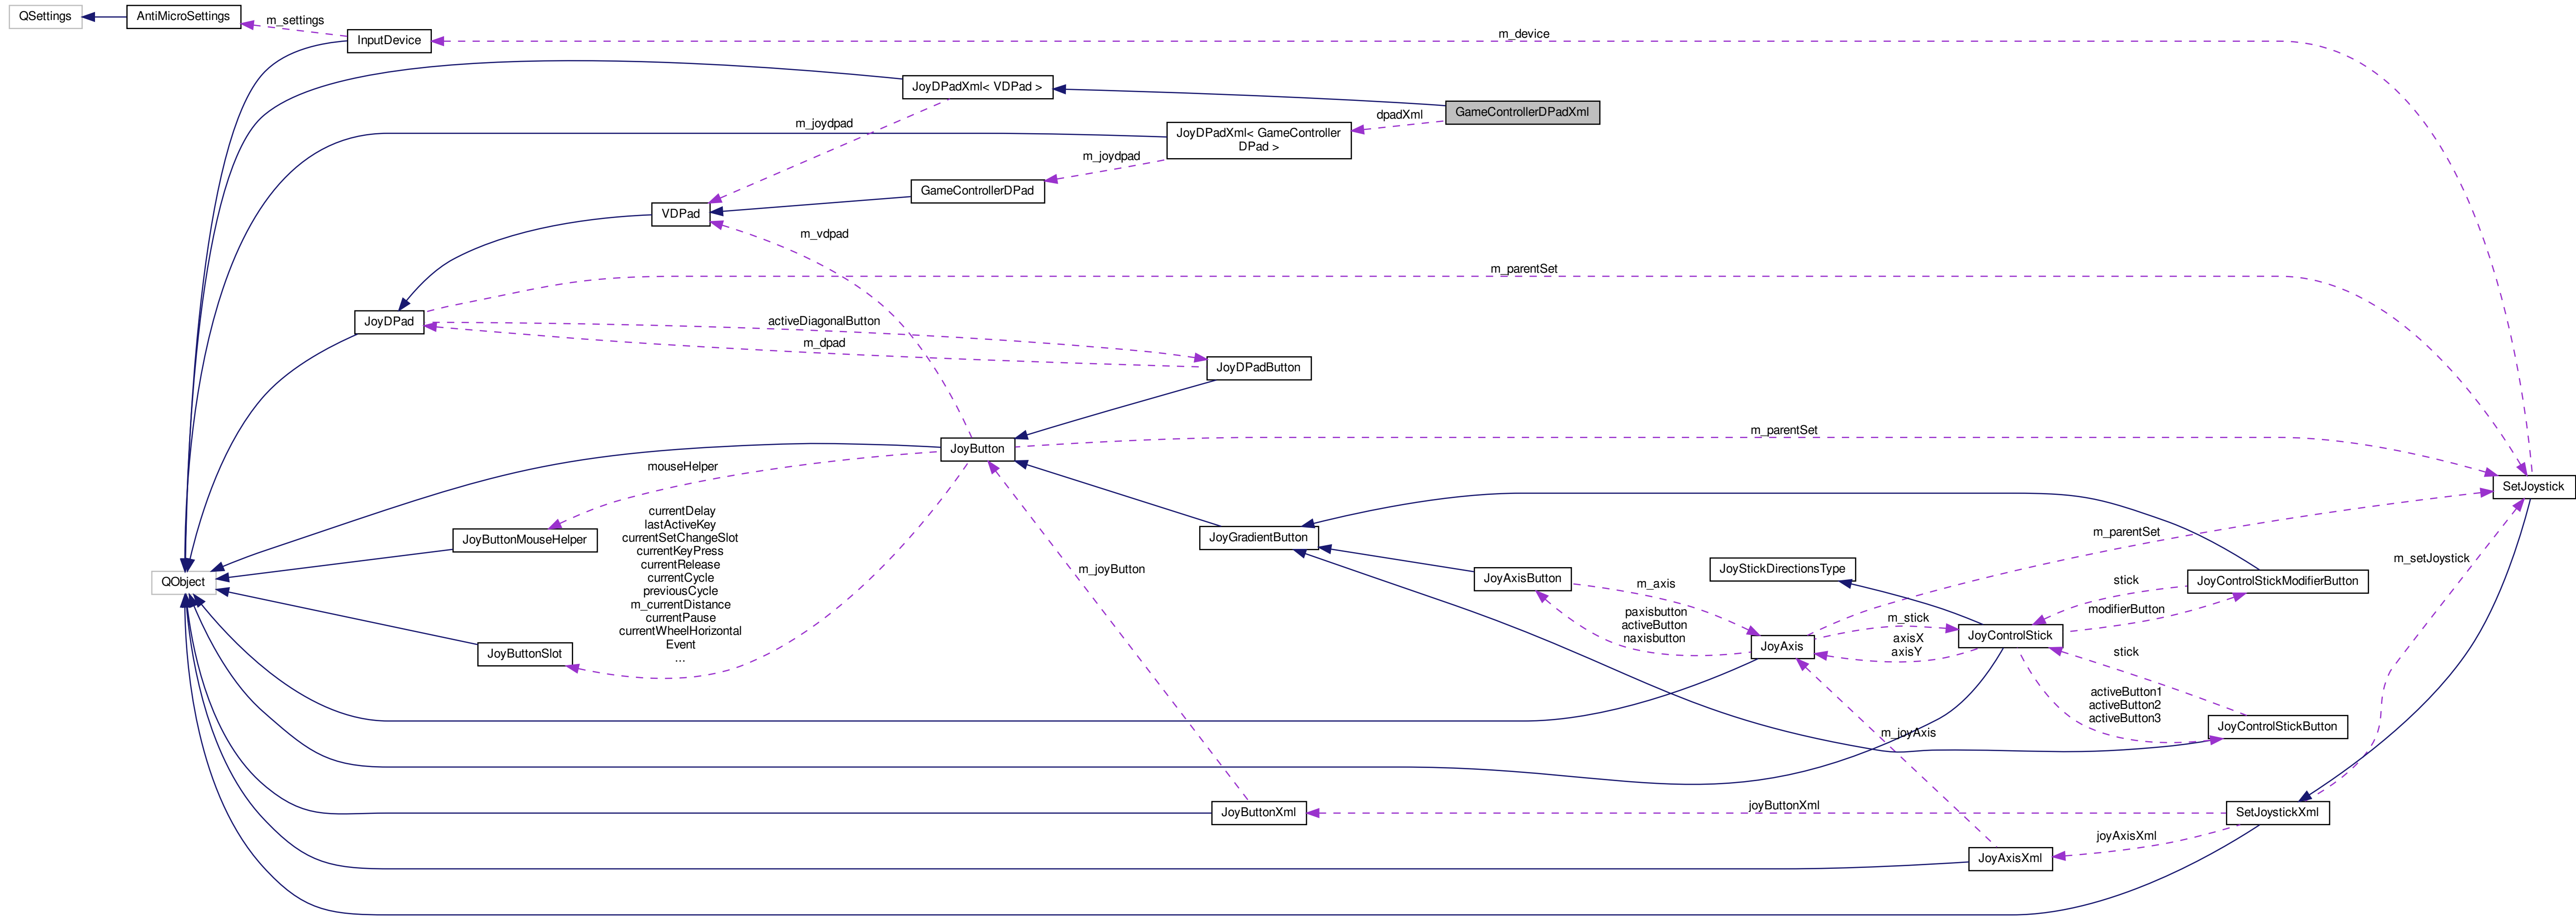 QSettings
AntiMicroSettings
m_settings
InputDevice
m_device
JoyDPadXml< VDPad >
GameControllerDPadXml
dpadXml
m_joydpad
JoyDPadXml< GameController
DPad >
m_joydpad
GameControllerDPad
VDPad
m_vdpad
m_parentSet
JoyDPad
activeDiagonalButton
m_dpad
JoyDPadButton
m_parentSet
JoyButton
mouseHelper
SetJoystick
currentDelay
lastActiveKey
currentSetChangeSlot
currentKeyPress
currentRelease
currentCycle
previousCycle
m_currentDistance
currentPause
currentWheelHorizontal
Event
...
JoyButtonMouseHelper
JoyGradientButton
m_parentSet
m_setJoystick
JoyStickDirectionsType
m_joyButton
QObject
JoyAxisButton
m_axis
stick
JoyControlStickModifierButton
modifierButton
paxisbutton
activeButton
naxisbutton
m_stick
axisX
axisY
JoyControlStick
JoyAxis
JoyButtonSlot
stick
activeButton1
activeButton2
activeButton3
JoyControlStickButton
m_joyAxis
joyButtonXml
JoyButtonXml
SetJoystickXml
joyAxisXml
JoyAxisXml